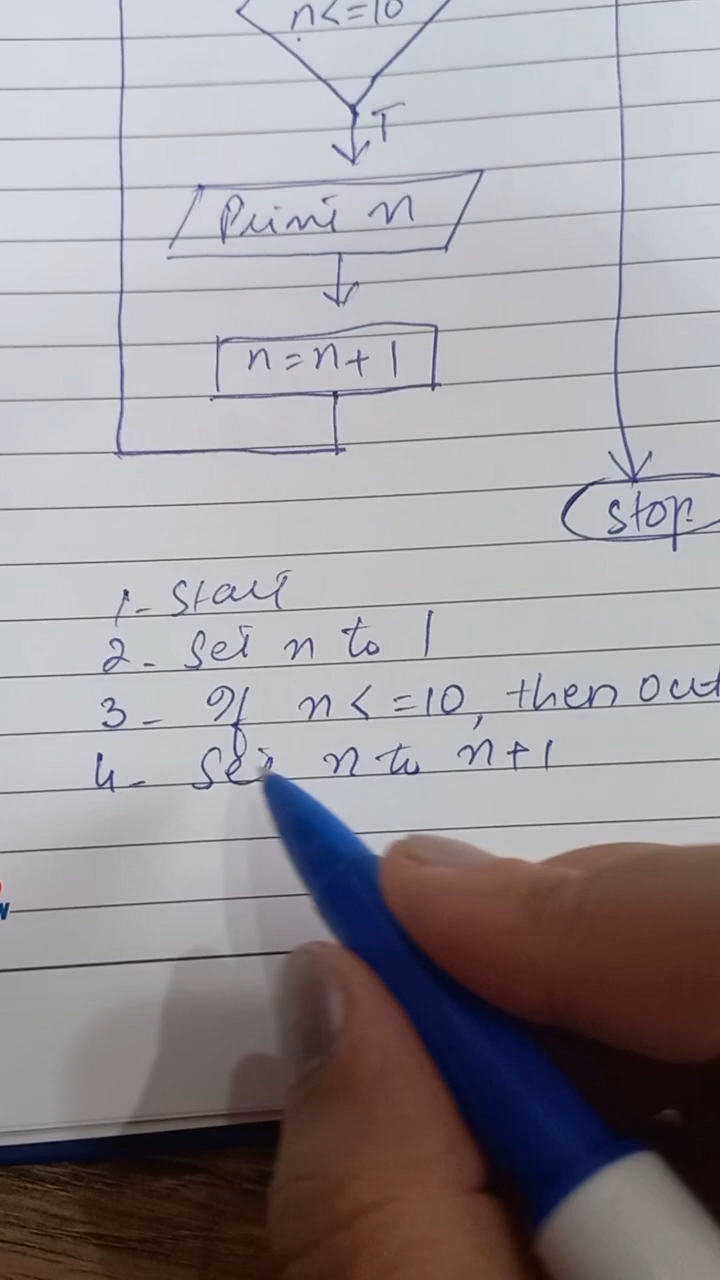 n<=10
T
Print n
n=n+1
stop
1- Start
2- Set n to 1
3- If n<=10, then out
4- Set n to n+1